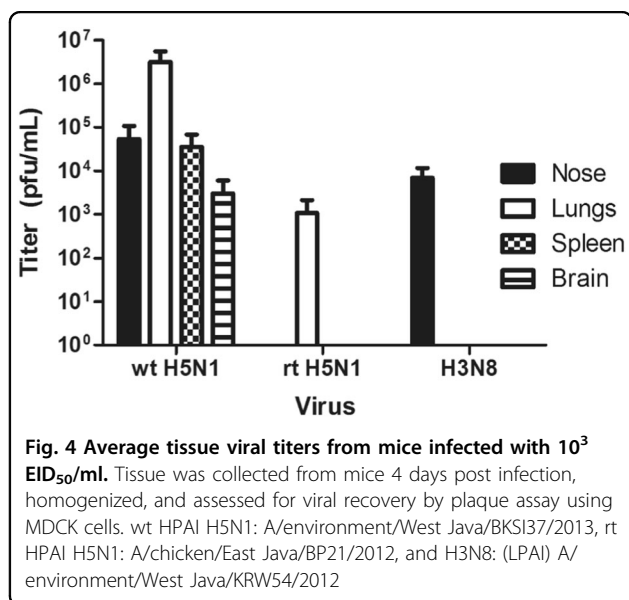 10⁷
10⁶
10⁵
10⁴
10³
10²
10¹
10⁰
Titer (pfu/mL)
wt H5N1 rt H5N1 H3N8
Virus
Nose
Lungs
Spleen
Brain
Fig. 4 Average tissue viral titers from mice infected with 10³
EID₅₀/ml. Tissue was collected from mice 4 days post infection,
homogenized, and assessed for viral recovery by plaque assay using
MDCK cells. wt HPAI H5N1: A/environment/West Java/BKSI37/2013, rt
HPAI H5N1: A/chicken/East Java/BP21/2012, and H3N8: (LPAI) A/
environment/West Java/KRW54/2012